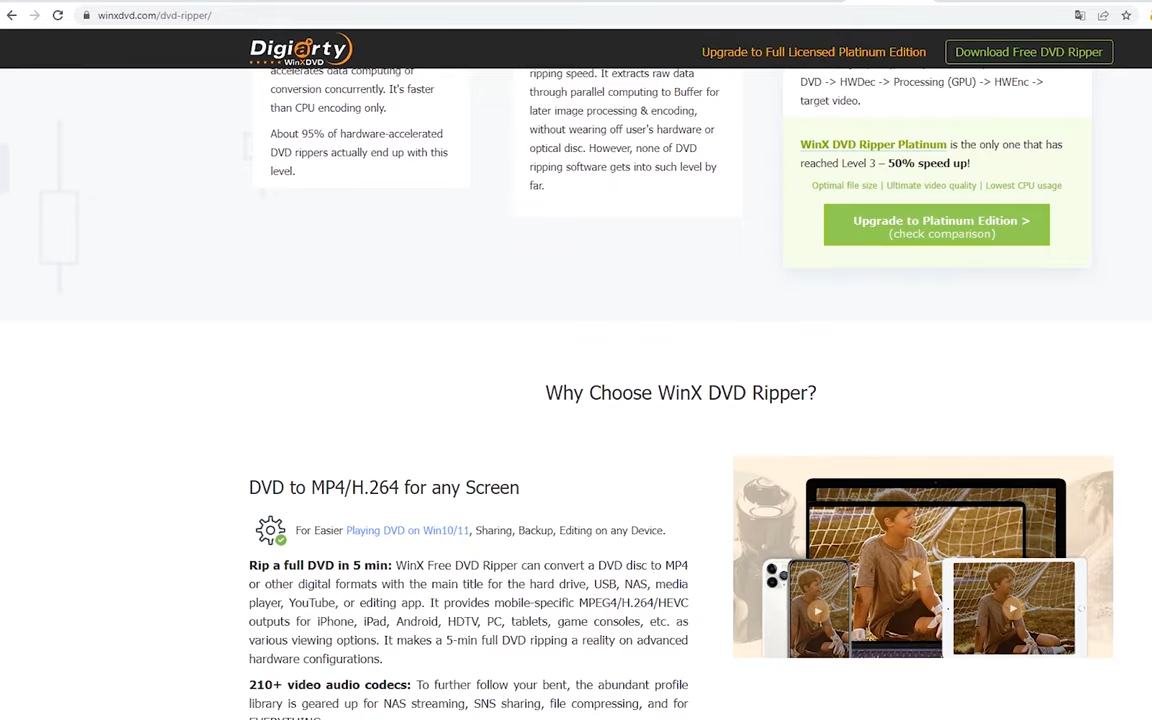 winxdvd.com/dvd-ripper/
Digiarty
WinXDVD
Upgrade to Full Licensed Platinum Edition
Download Free DVD Ripper
accelerates data computing or
conversion concurrently. It's faster
than CPU encoding only.
About 95% of hardware-accelerated
DVD rippers actually end up with this
level.
ripping speed. It extracts raw data
through parallel computing to Buffer for
later image processing & encoding,
without wearing off user's hardware or
optical disc. However, none of DVD
ripping software gets into such level by
far.
DVD -> HWDec -> Processing (GPU) -> HWEnc ->
target video.
WinX DVD Ripper Platinum is the only one that has
reached Level 3 – 50% speed up!
Optimal file size | Ultimate video quality | Lowest CPU usage
Upgrade to Platinum Edition >
(check comparison)
Why Choose WinX DVD Ripper?
DVD to MP4/H.264 for any Screen
For Easier Playing DVD on Win10/11, Sharing, Backup, Editing on any Device.
Rip a full DVD in 5 min: WinX Free DVD Ripper can convert a DVD disc to MP4
or other digital formats with the main title for the hard drive, USB, NAS, media
player, YouTube, or editing app. It provides mobile-specific MPEG4/H.264/HEVC
outputs for iPhone, iPad, Android, HDTV, PC, tablets, game consoles, etc. as
various viewing options. It makes a 5-min full DVD ripping a reality on advanced
hardware configurations.
210+ video audio codecs: To further follow your bent, the abundant profile
library is geared up for NAS streaming, SNS sharing, file compressing, and for
EVERYTHING